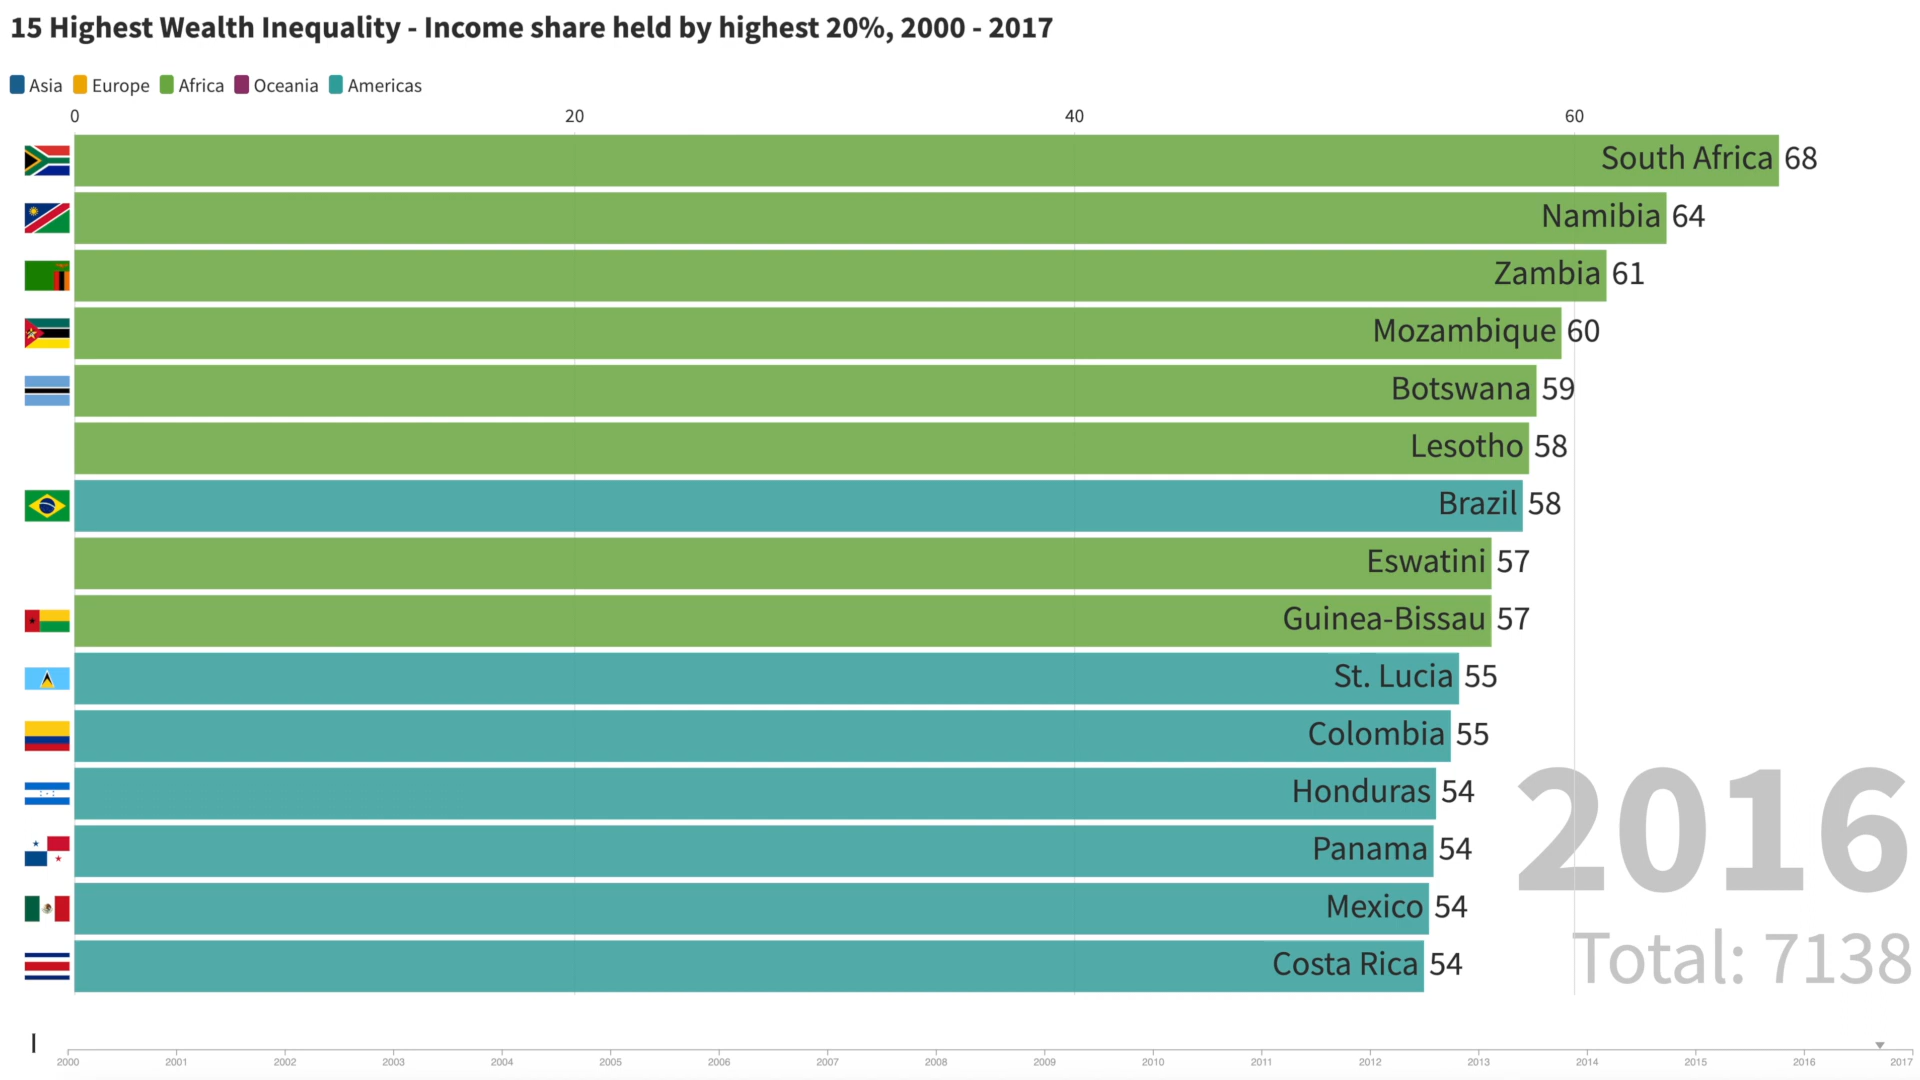 15 Highest Wealth Inequality - Income share held by highest 20%, 2000 - 2017
Asia Europe Africa Oceania Americas
0 20 40 60
South Africa 68
Namibia 64
Zambia 61
Mozambique 60
Botswana 59
Lesotho 58
Brazil 58
Eswatini 57
Guinea-Bissau 57
St. Lucia 55
Colombia 55
Honduras 54
Panama 54
Mexico 54
Costa Rica 54
2016
Total: 7138
2000 2001 2002 2003 2004 2005 2006 2007 2008 2009 2010 2011 2012 2013 2014 2015 2016 2017